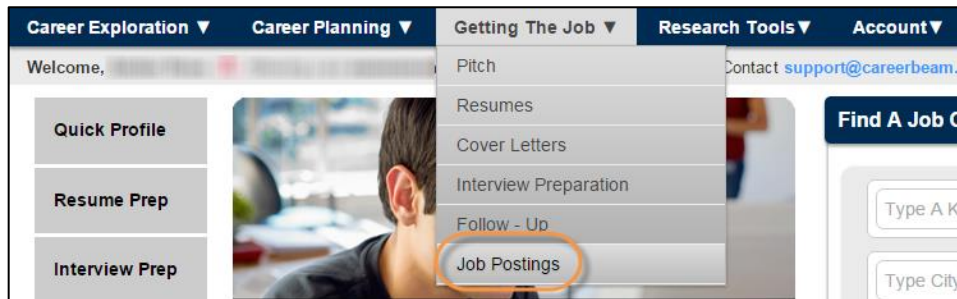 Career Exploration ▼ Career Planning ▼ Getting The Job ▼ Research Tools▼ Account▼
Welcome, Contact support@careerbeam.
Pitch
Resumes
Cover Letters
Interview Preparation
Follow - Up
Job Postings
Quick Profile
Resume Prep
Interview Prep
Find A Job
Type A K
Type City